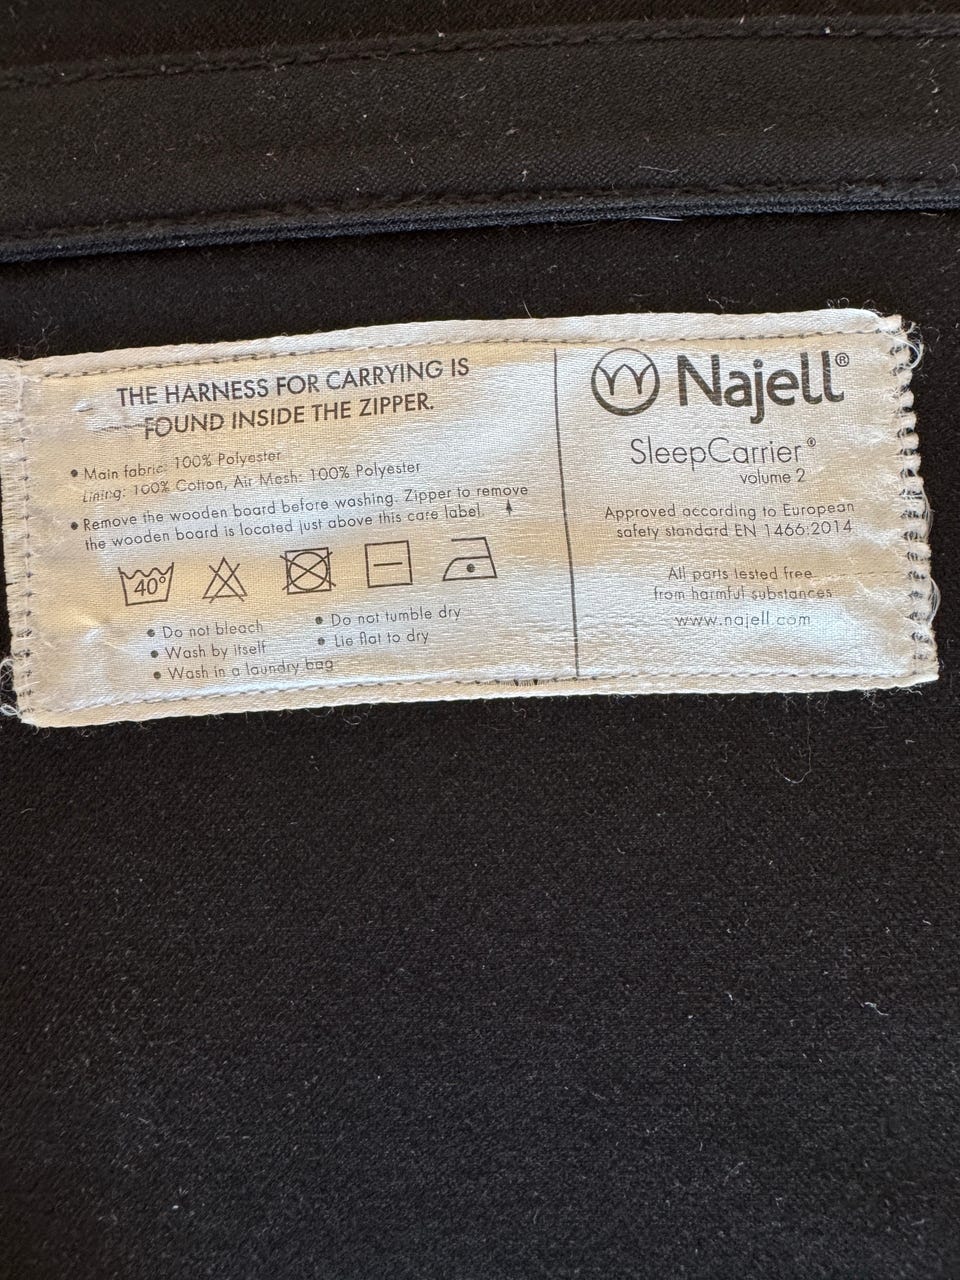 THE HARNESS FOR CARRYING IS
FOUND INSIDE THE ZIPPER.
• Main fabric: 100% Polyester
Lining: 100% Cotton, Air Mesh: 100% Polyester
• Remove the wooden board before washing. Zipper to remove
the wooden board is located just above this care label.
40°
• Do not bleach
• Wash by itself
• Wash in a laundry bag
• Do not tumble dry
• Lie flat to dry
Najell®
SleepCarrier®
volume 2
Approved according to European
safety standard EN 1466:2014
All parts tested free
from harmful substances
www.najell.com